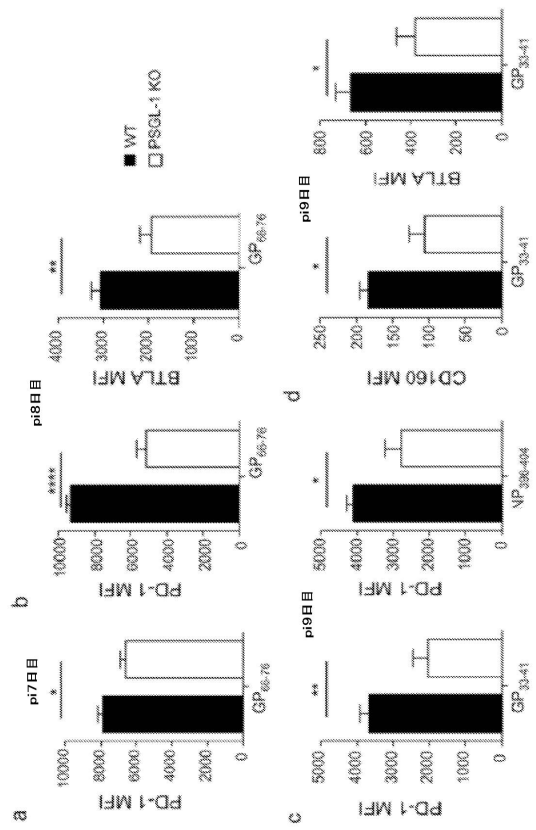 a
pi7日目
*
PD-1 MFI
10000
8000
6000
4000
2000
0
GP66-76
b
pi8日目
****
PD-1 MFI
10000
8000
6000
4000
2000
0
GP66-76
**
BTLA MFI
4000
3000
2000
1000
0
GP66-76
WT
PSGL-1 KO
c
pi9日目
**
PD-1 MFI
5000
4000
3000
2000
1000
0
GP33-41
*
PD-1 MFI
5000
4000
3000
2000
1000
0
NP396-404
d
pi9日目
*
CD160 MFI
250
200
150
100
50
0
GP33-41
*
BTLA MFI
800
600
400
200
0
GP33-41